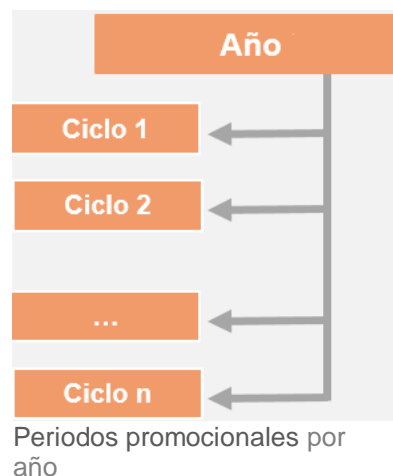 Año
Ciclo 1
Ciclo 2
...
Ciclo n
Periodos promocionales por
año